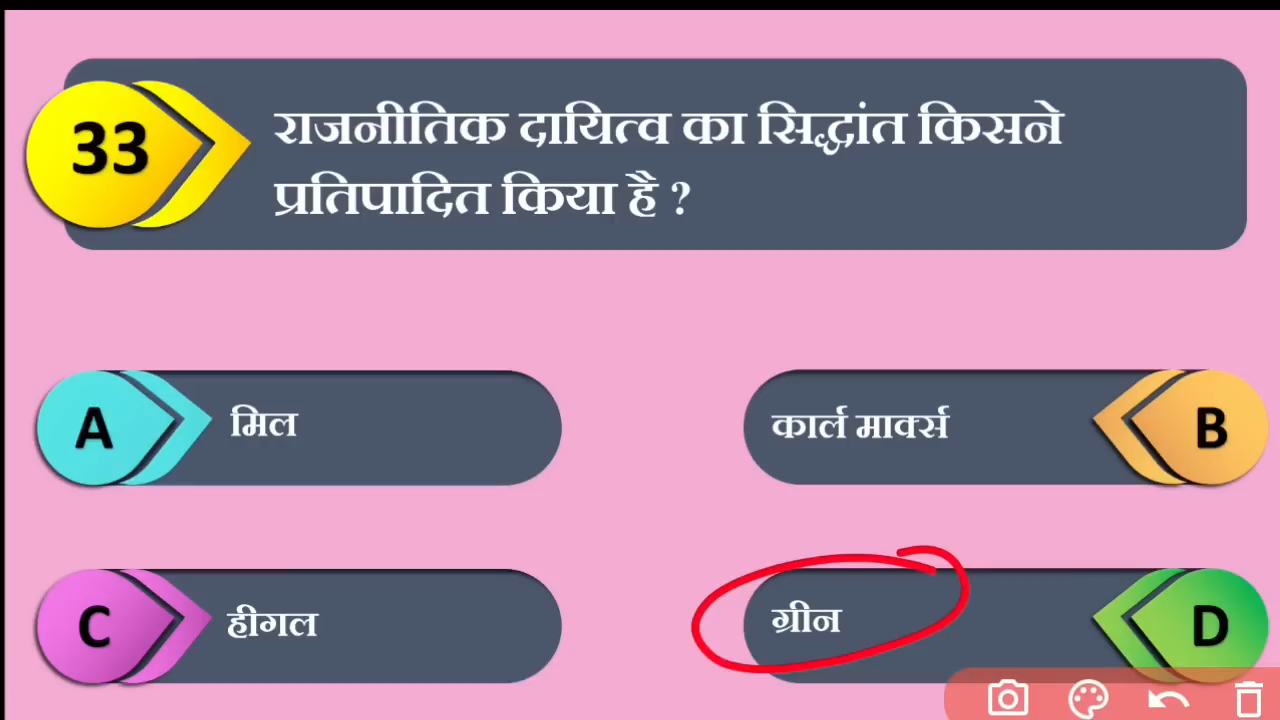 33
राजनीतिक दायित्व का सिद्धांत किसने
प्रतिपादित किया है ?
A
मिल
कार्ल मार्क्स
B
C
हीगल
ग्रीन
D